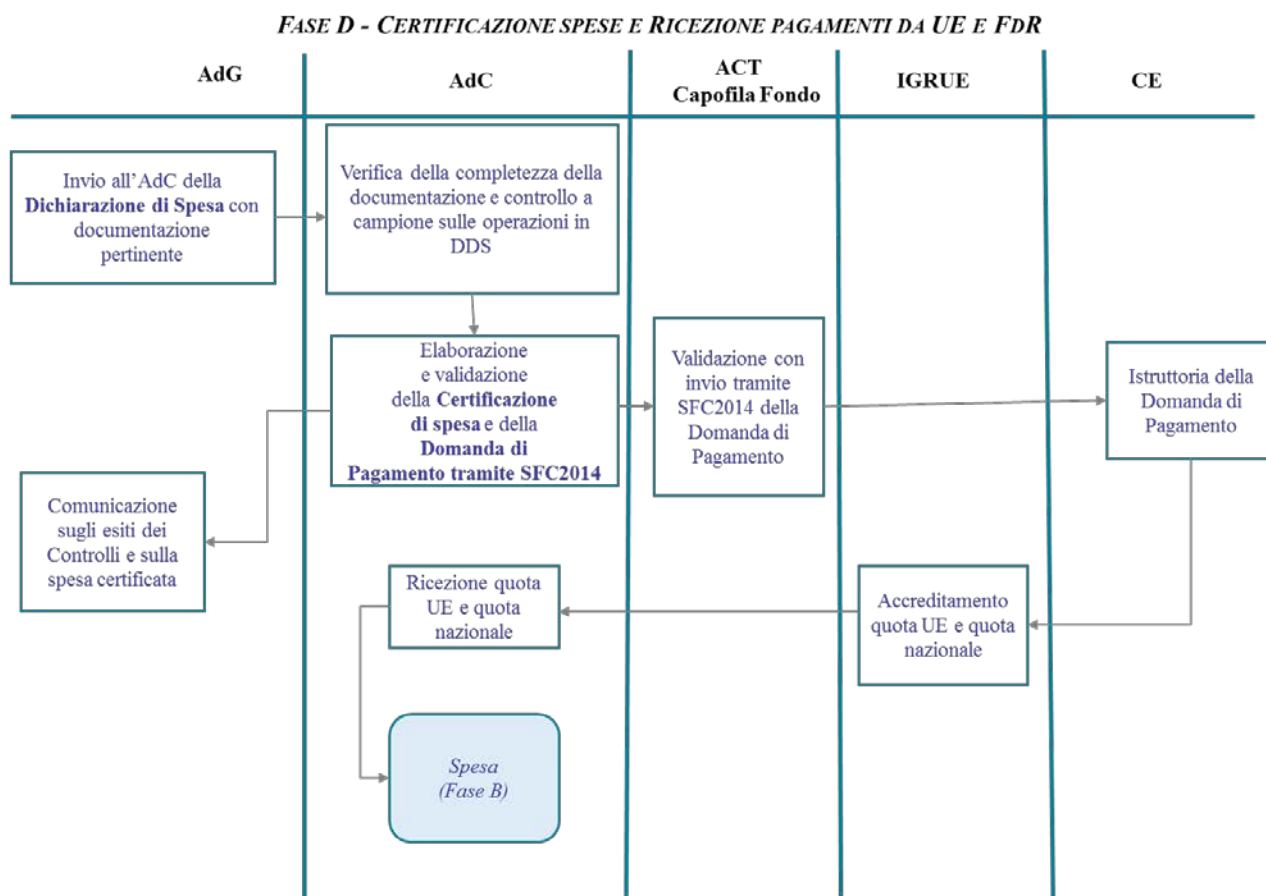 FASE D - CERTIFICAZIONE SPESE E RICEZIONE PAGAMENTI DA UE E FDR
AdG
AdC
ACT
Capofila Fondo
IGRUE
CE
Invio all’AdC della
Dichiarazione di Spesa con
documentazione
pertinente
Verifica della completezza della
documentazione e controllo a
campione sulle operazioni in
DDS
Elaborazione
e validazione
della Certificazione
di spesa e della
Domanda di
Pagamento tramite SFC2014
Validazione con
invio tramite
SFC2014 della
Domanda di
Pagamento
Istruttoria della
Domanda di
Pagamento
Comunicazione
sugli esiti dei
Controlli e sulla
spesa certificata
Ricezione quota
UE e quota
nazionale
Accreditamento
quota UE e quota
nazionale
Spesa
(Fase B)